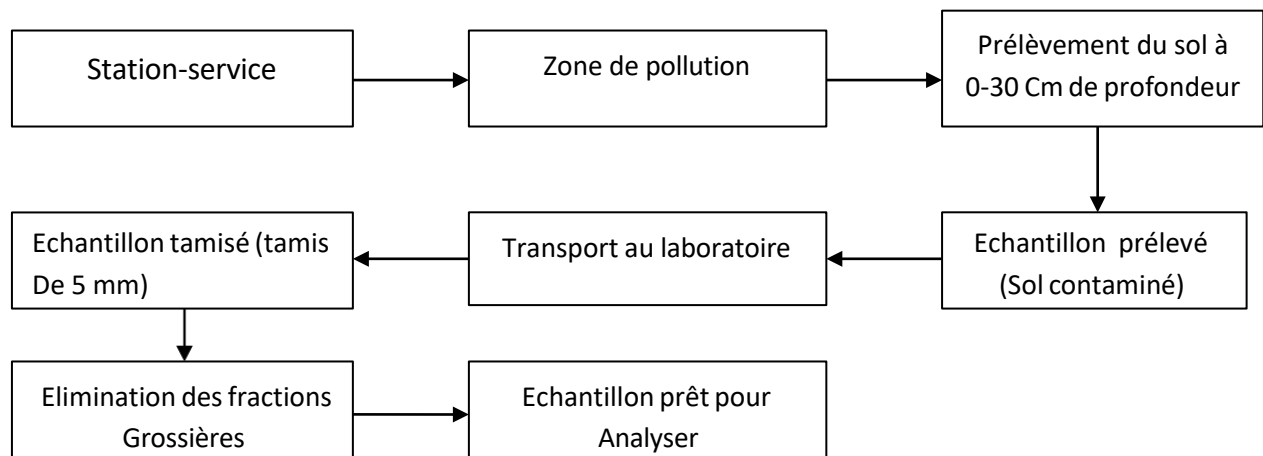 Station-service
Zone de pollution
Prélèvement du sol à
0-30 Cm de profondeur
Echantillon prélevé
(Sol contaminé)
Transport au laboratoire
Echantillon tamisé (tamis
De 5 mm)
Elimination des fractions
Grossières
Echantillon prêt pour
Analyser